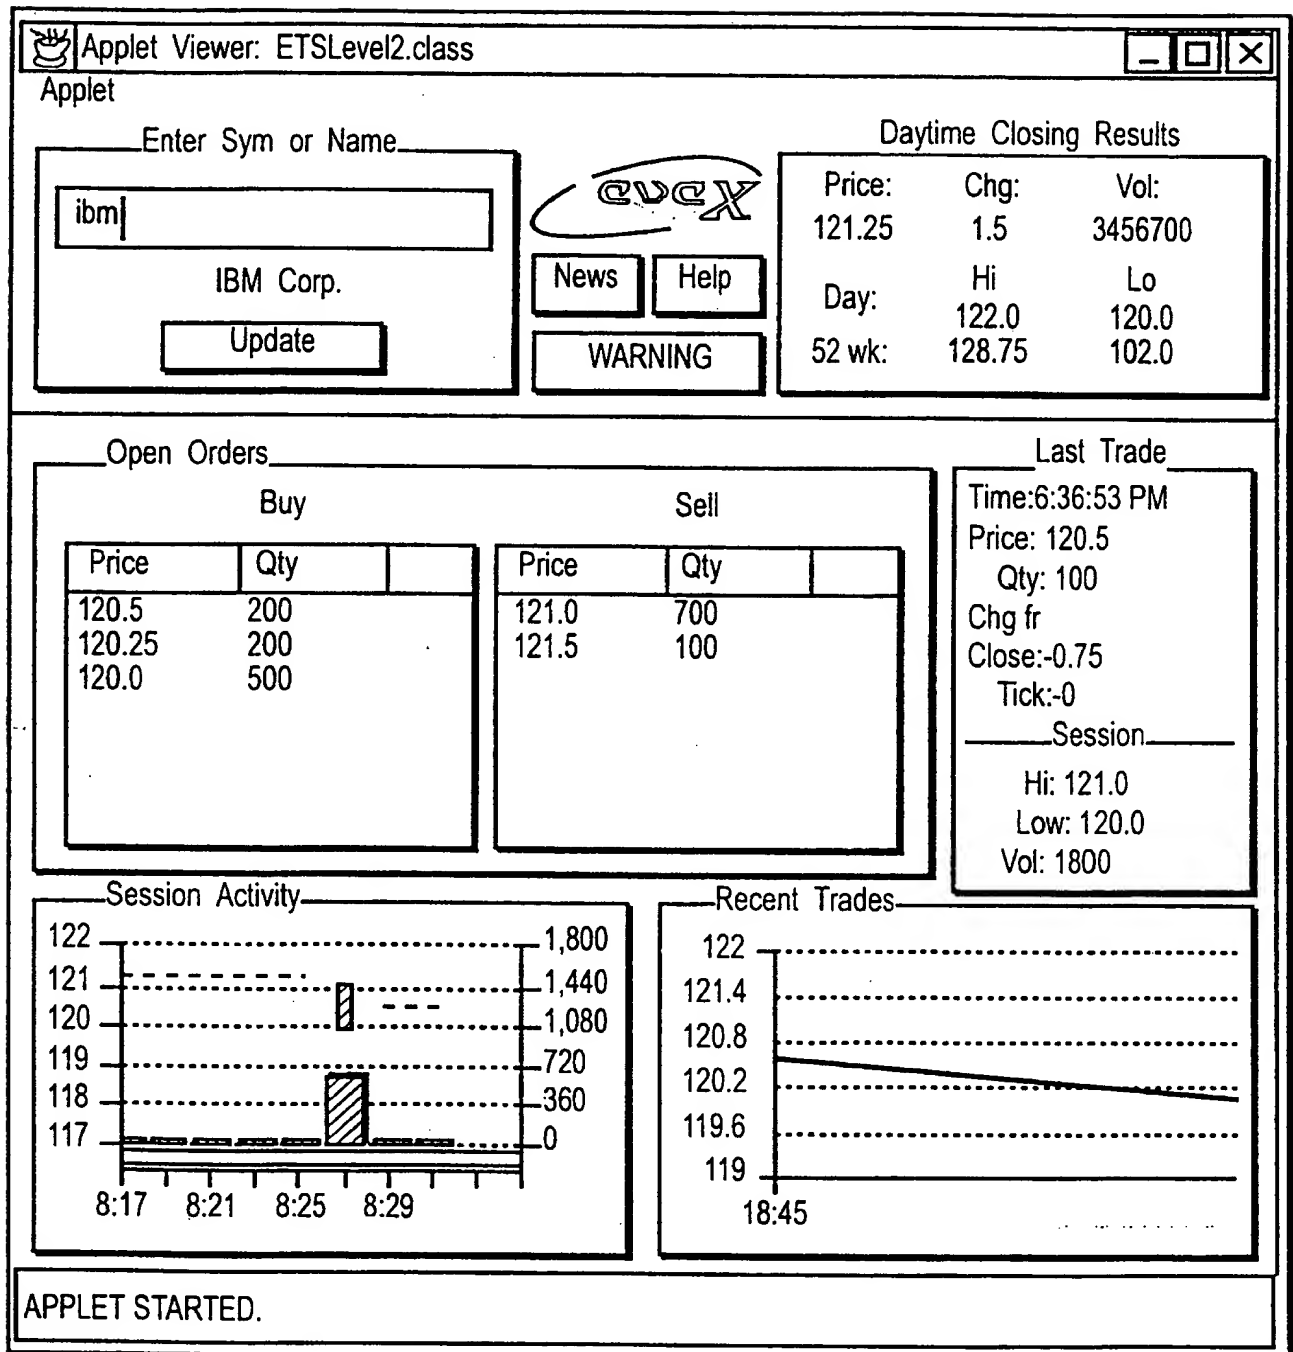 Applet Viewer: ETSLevel2.class
Applet
Enter Sym or Name
ibm
IBM Corp.
Update
avaX
News Help
WARNING
Daytime Closing Results
Price: Chg: Vol:
121.25 1.5 3456700
Hi Lo
Day: 122.0 120.0
52 wk: 128.75 102.0
Open Orders
Buy
Price Qty
120.5 200
120.25 200
120.0 500
Sell
Price Qty
121.0 700
121.5 100
Last Trade
Time:6:36:53 PM
Price: 120.5
Qty: 100
Chg fr
Close:-0.75
Tick:-0
Session
Hi: 121.0
Low: 120.0
Vol: 1800
Session Activity
122 1,800
121 1,440
120 1,080
119 720
118 360
117 0
8:17 8:21 8:25 8:29
Recent Trades
122
121.4
120.8
120.2
119.6
119
18:45
APPLET STARTED.